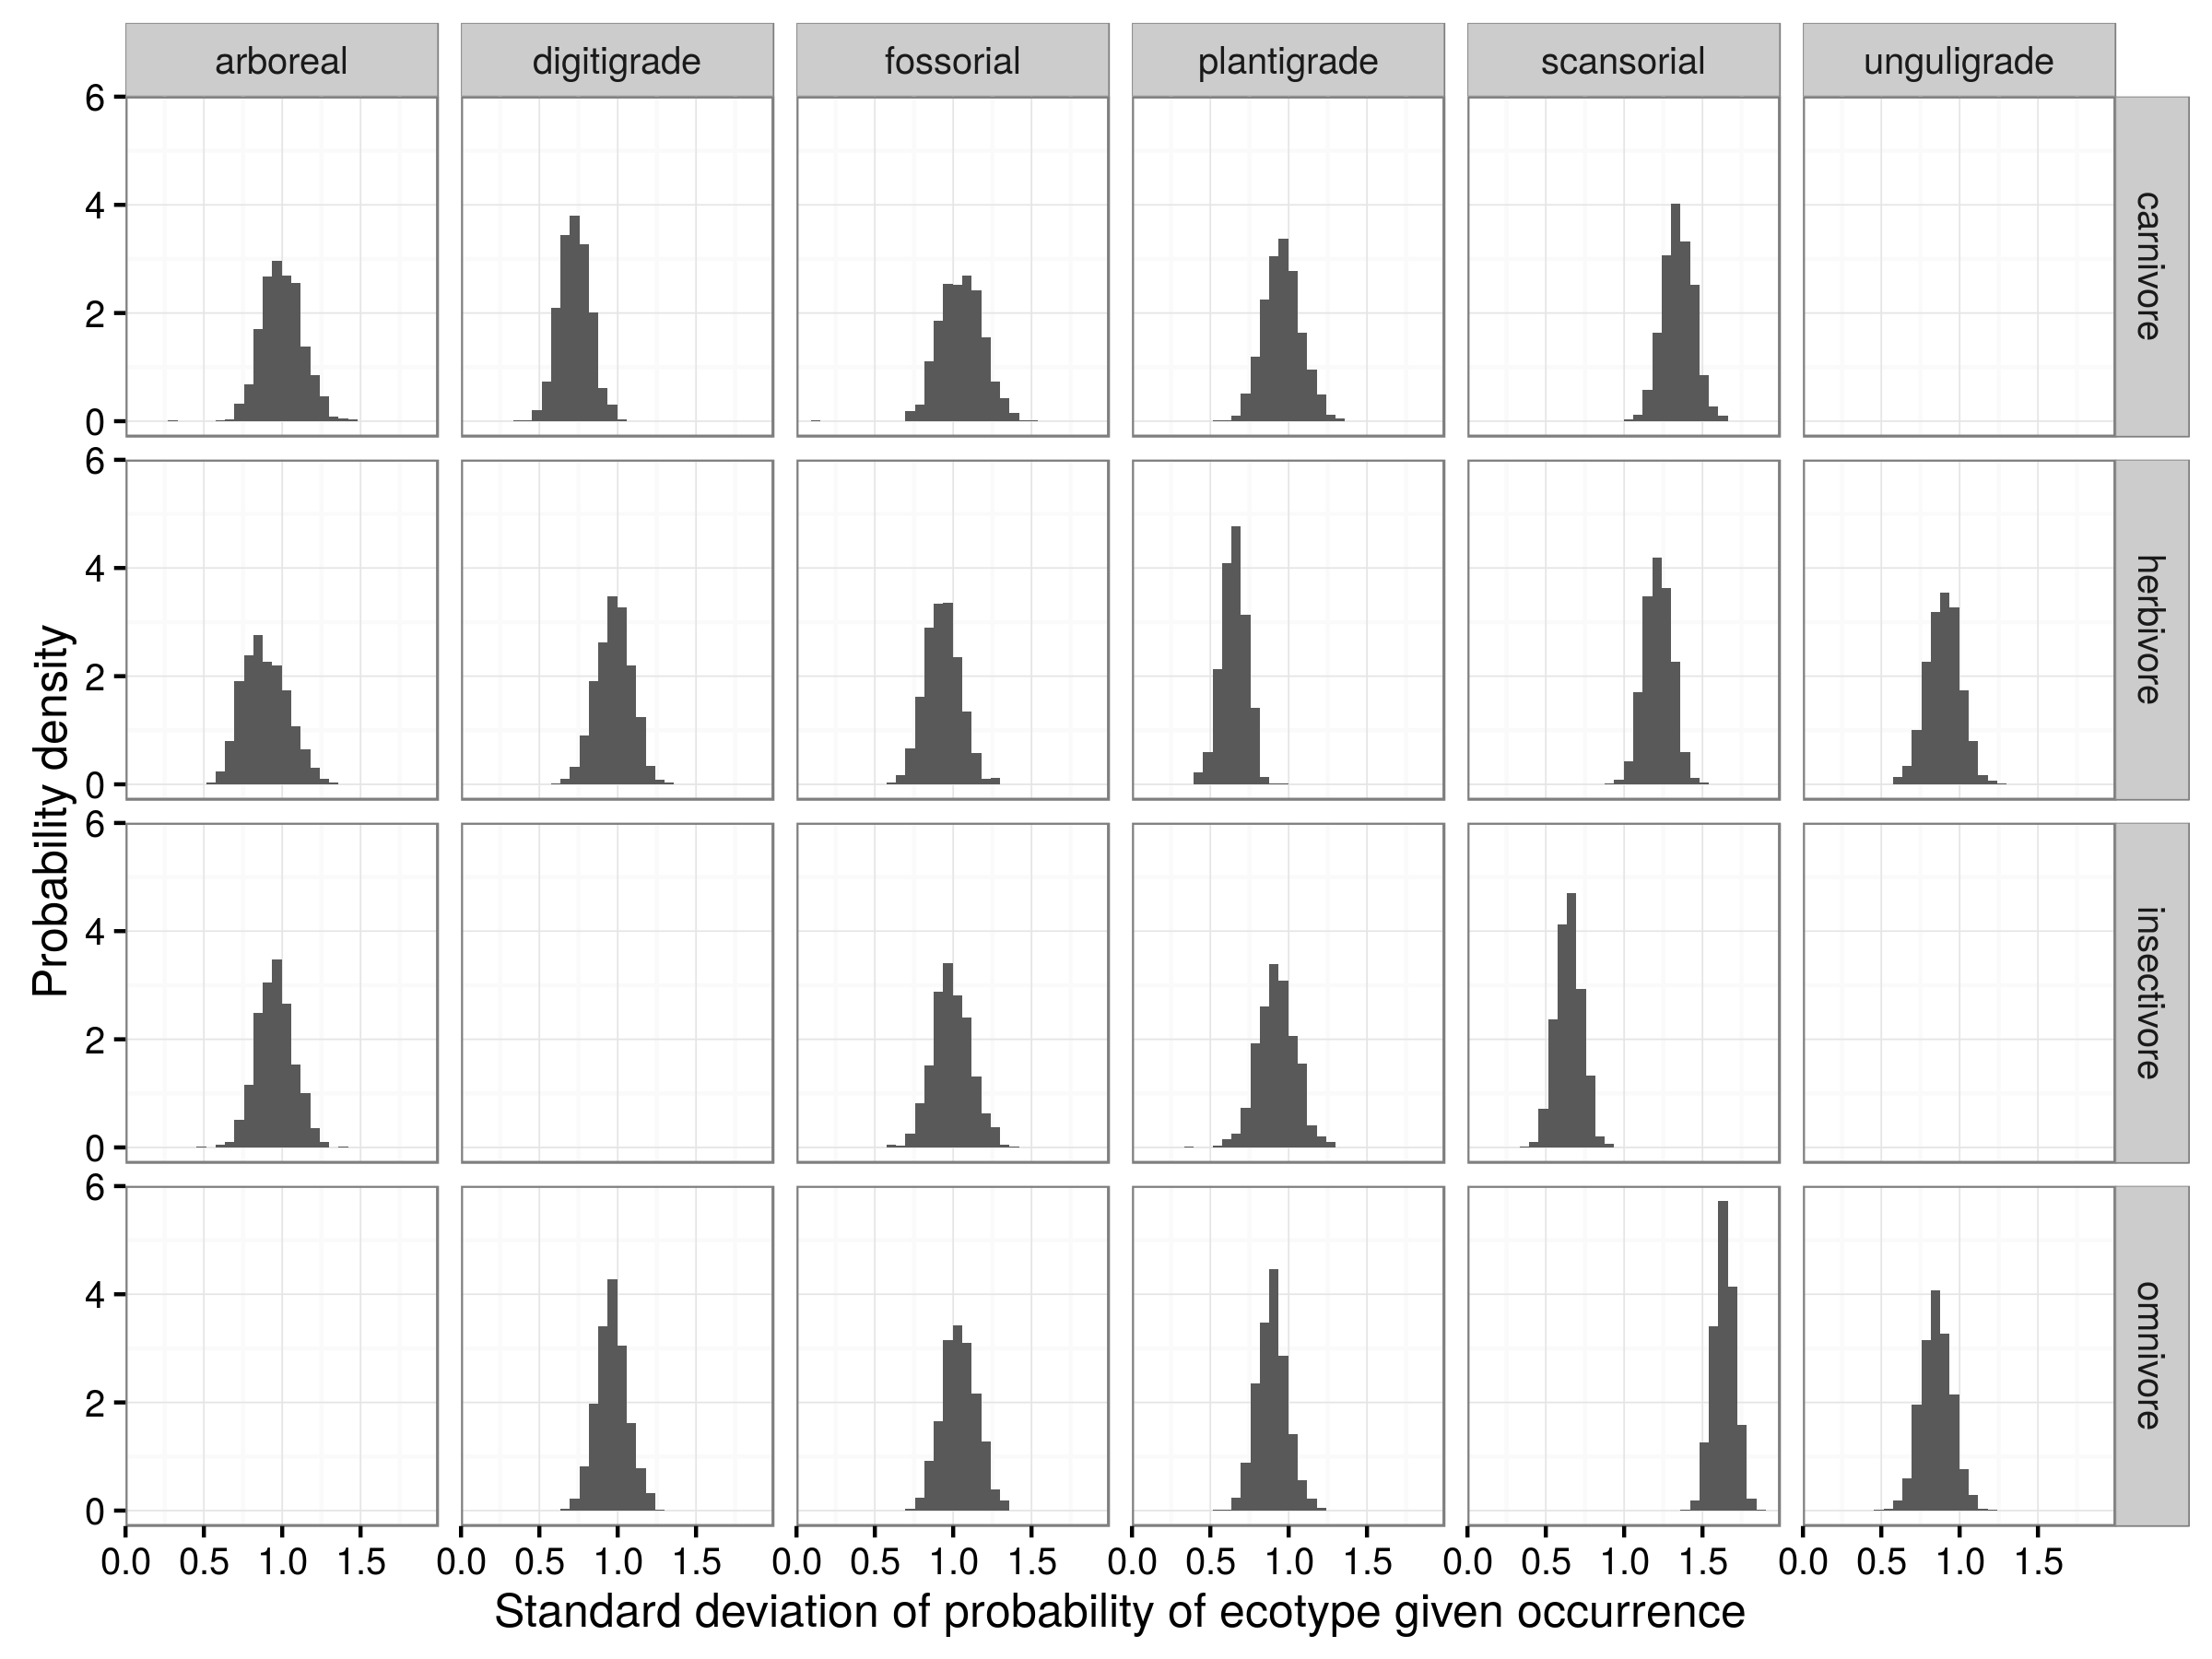 arboreal digitigrade fossorial plantigrade scansorial unguligrade
6
4
2
0
carnivore
6
4
2
0
herbivore
Probability density
6
4
2
0
insectivore
6
4
2
0
omnivore
0.0 0.5 1.0 1.5 0.0 0.5 1.0 1.5 0.0 0.5 1.0 1.5 0.0 0.5 1.0 1.5 0.0 0.5 1.0 1.5 0.0 0.5 1.0 1.5
Standard deviation of probability of ecotype given occurrence